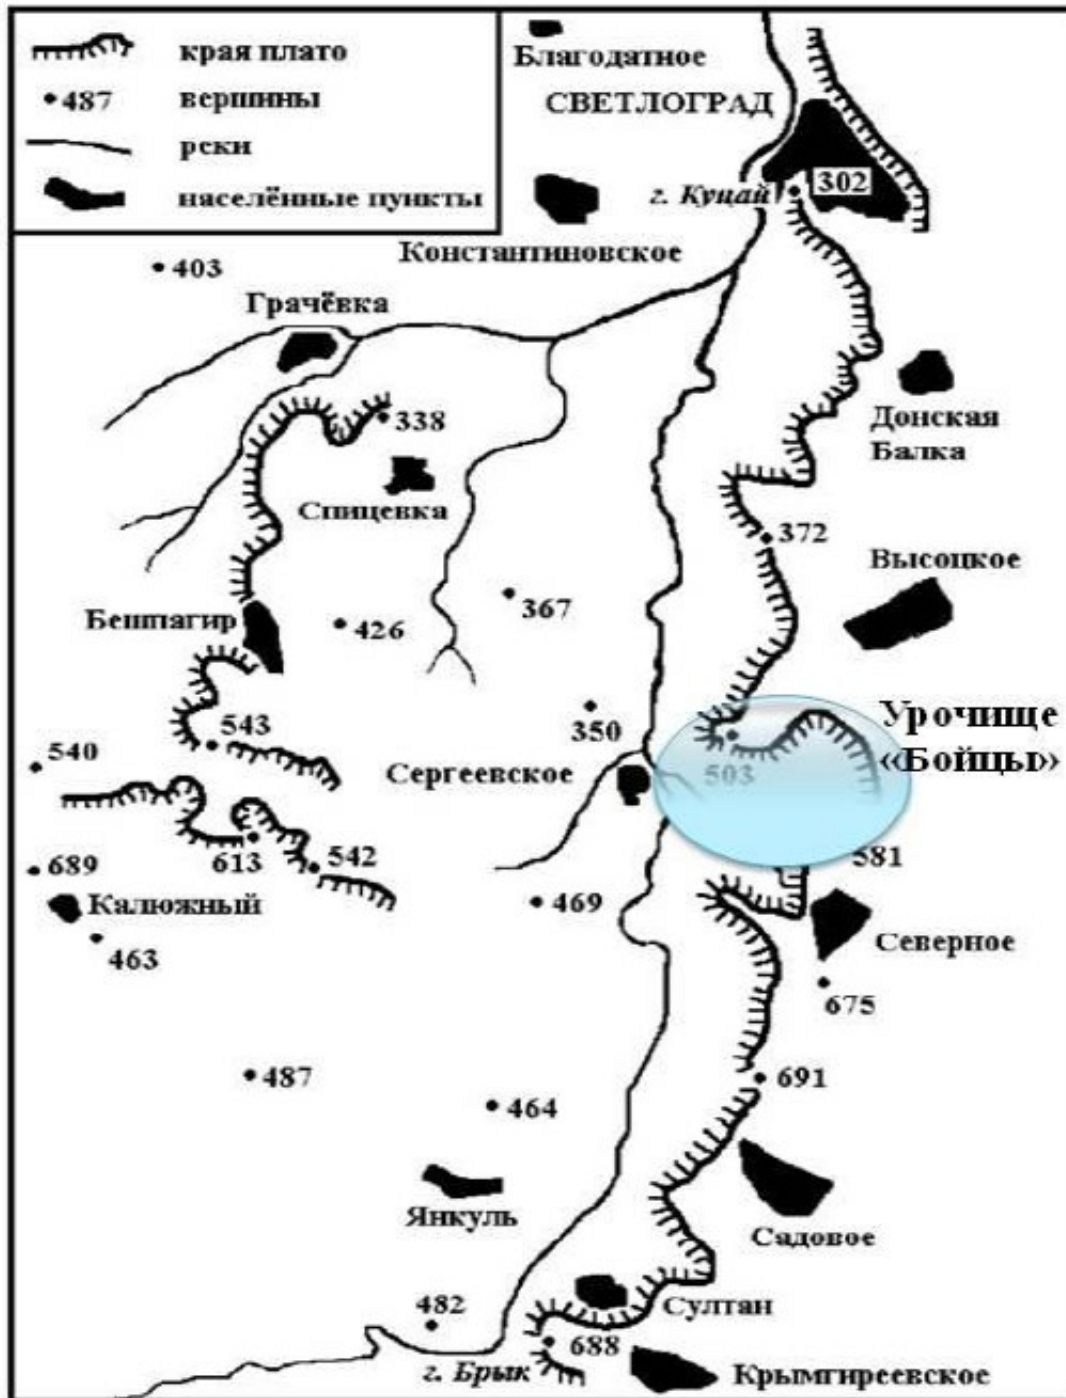 края плато
487 вершины
реки
населённые пункты
Благодатное
СВЕТЛОГРАД
г. Куцай 302
Константиновское
403
Грачёвка
338
Донская
Балка
Спицевка
372
Высоцкое
367
Бешпагир
426
Урочище
«Бойцы»
543
350
540
Сергеевское
503
613
542
581
689
Калюжный
469
Северное
463
675
487
691
464
Янкуль
Садовое
482
Султан
688
г. Брык
Крымгиреевское